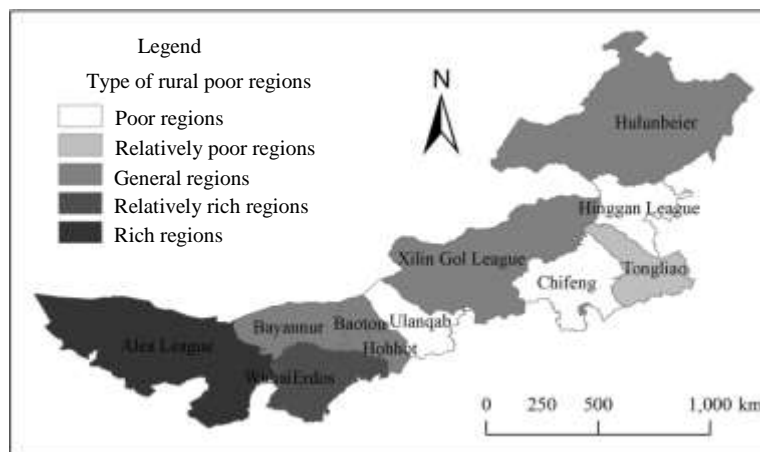 Legend
Type of rural poor regions
Poor regions
Relatively poor regions
General regions
Relatively rich regions
Rich regions
N
Hulunbeier
Hinggan League
Xilin Gol League
Chifeng
Tongliao
Bayannur
Baotou
Ulanqab
Hohhot
Alea League
Erdos
0 250 500 1,000 km